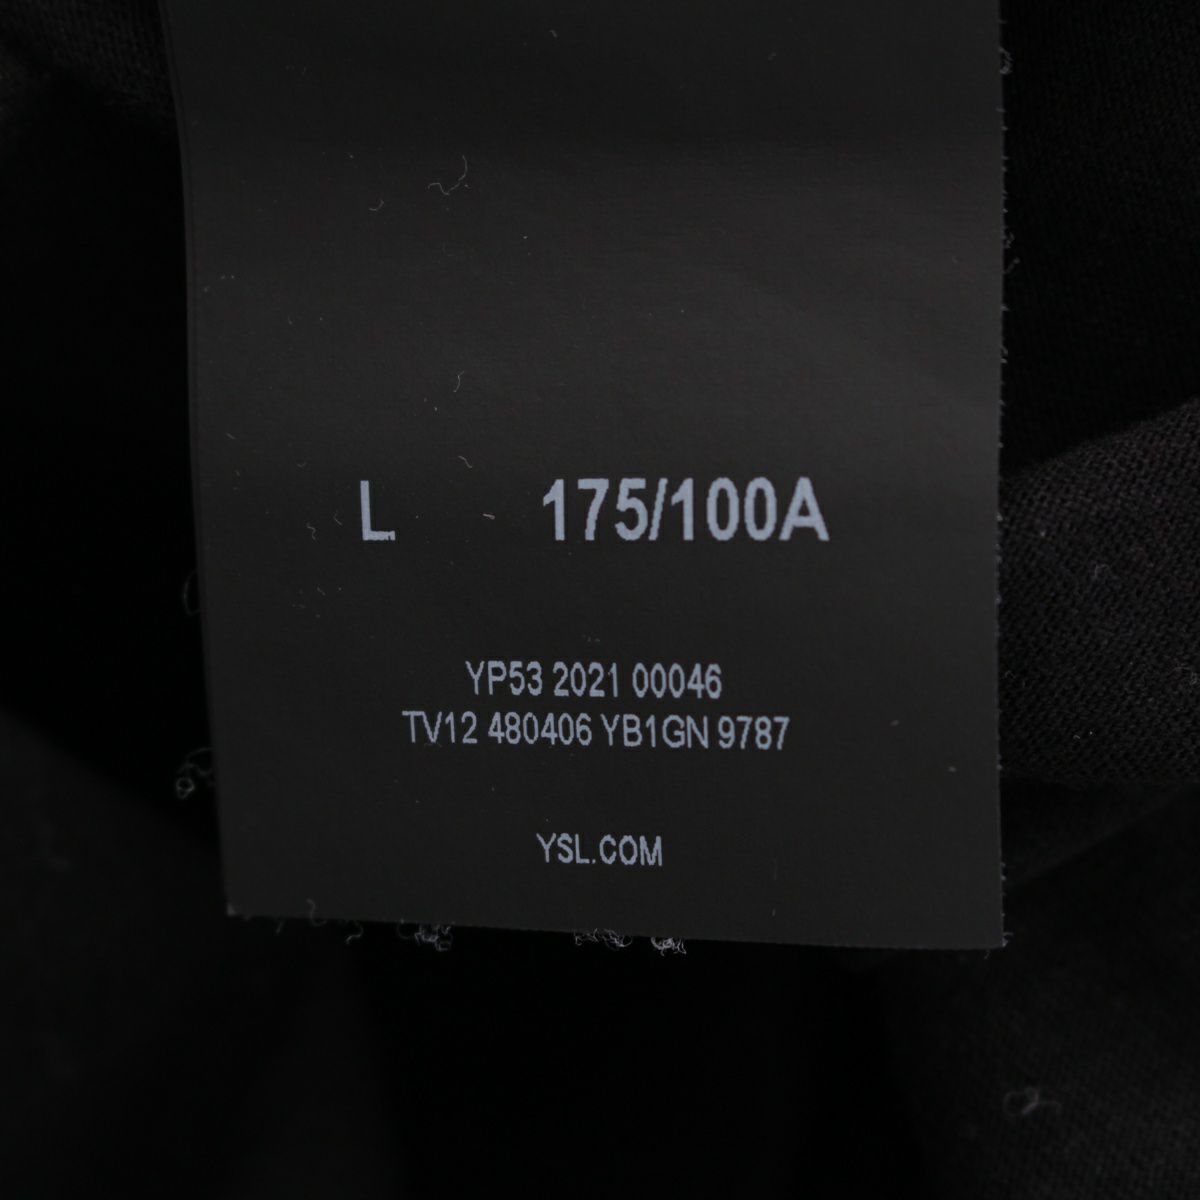 L 175/100A
YP53 2021 00046
TV12 480406 YB1GN 9787
YSL.COM